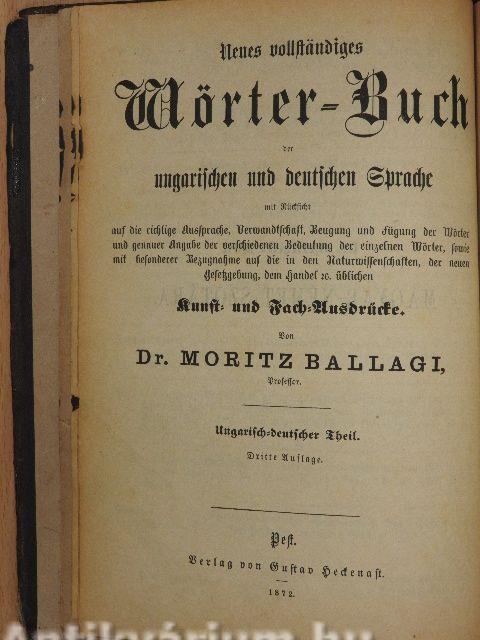 Neues vollständiges
Wörter-Buch
der
ungarischen und deutschen Sprache
mit Rücksicht
auf die richtige Aussprache, Verwandtschaft, Beugung und Fügung der Wörter
und genauer Angabe der verschiedenen Bedeutung der einzelnen Wörter, sowie
mit besonderer Bezugnahme auf die in den Naturwissenschaften, der neuen
Gesetzgebung, dem Handel ꝛc. üblichen
Kunst- und Fach-Ausdrücke.
Von
Dr. MORITZ BALLAGI,
Professor.
Ungarisch-deutscher Theil.
Dritte Auflage.
Pest.
Verlag von Gustav Heckenast.
1872.
Antikvárium.hu